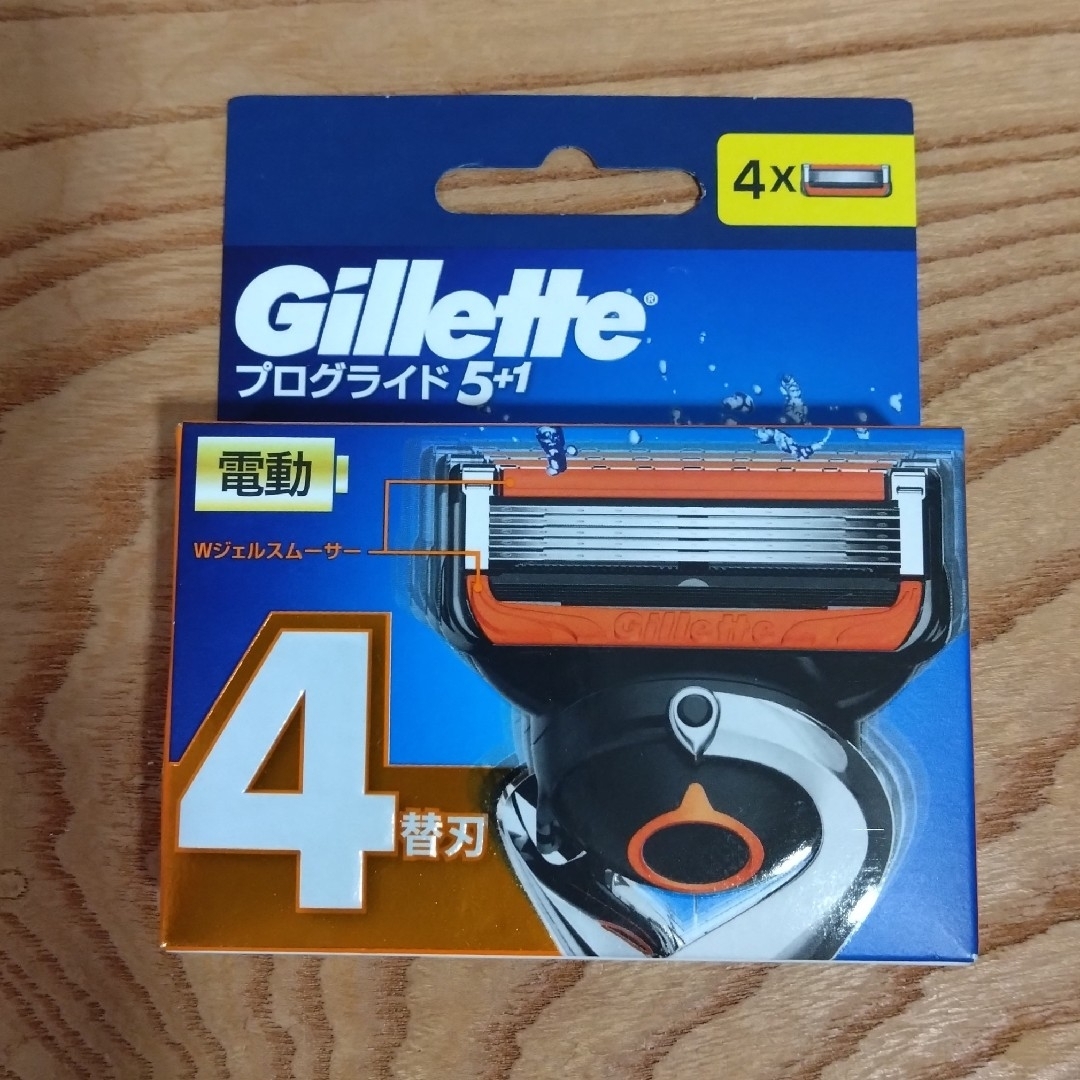 4x
Gillette®
プログライド 5+1
電動
Wジェルスムーサー
Gillette
4 替刃